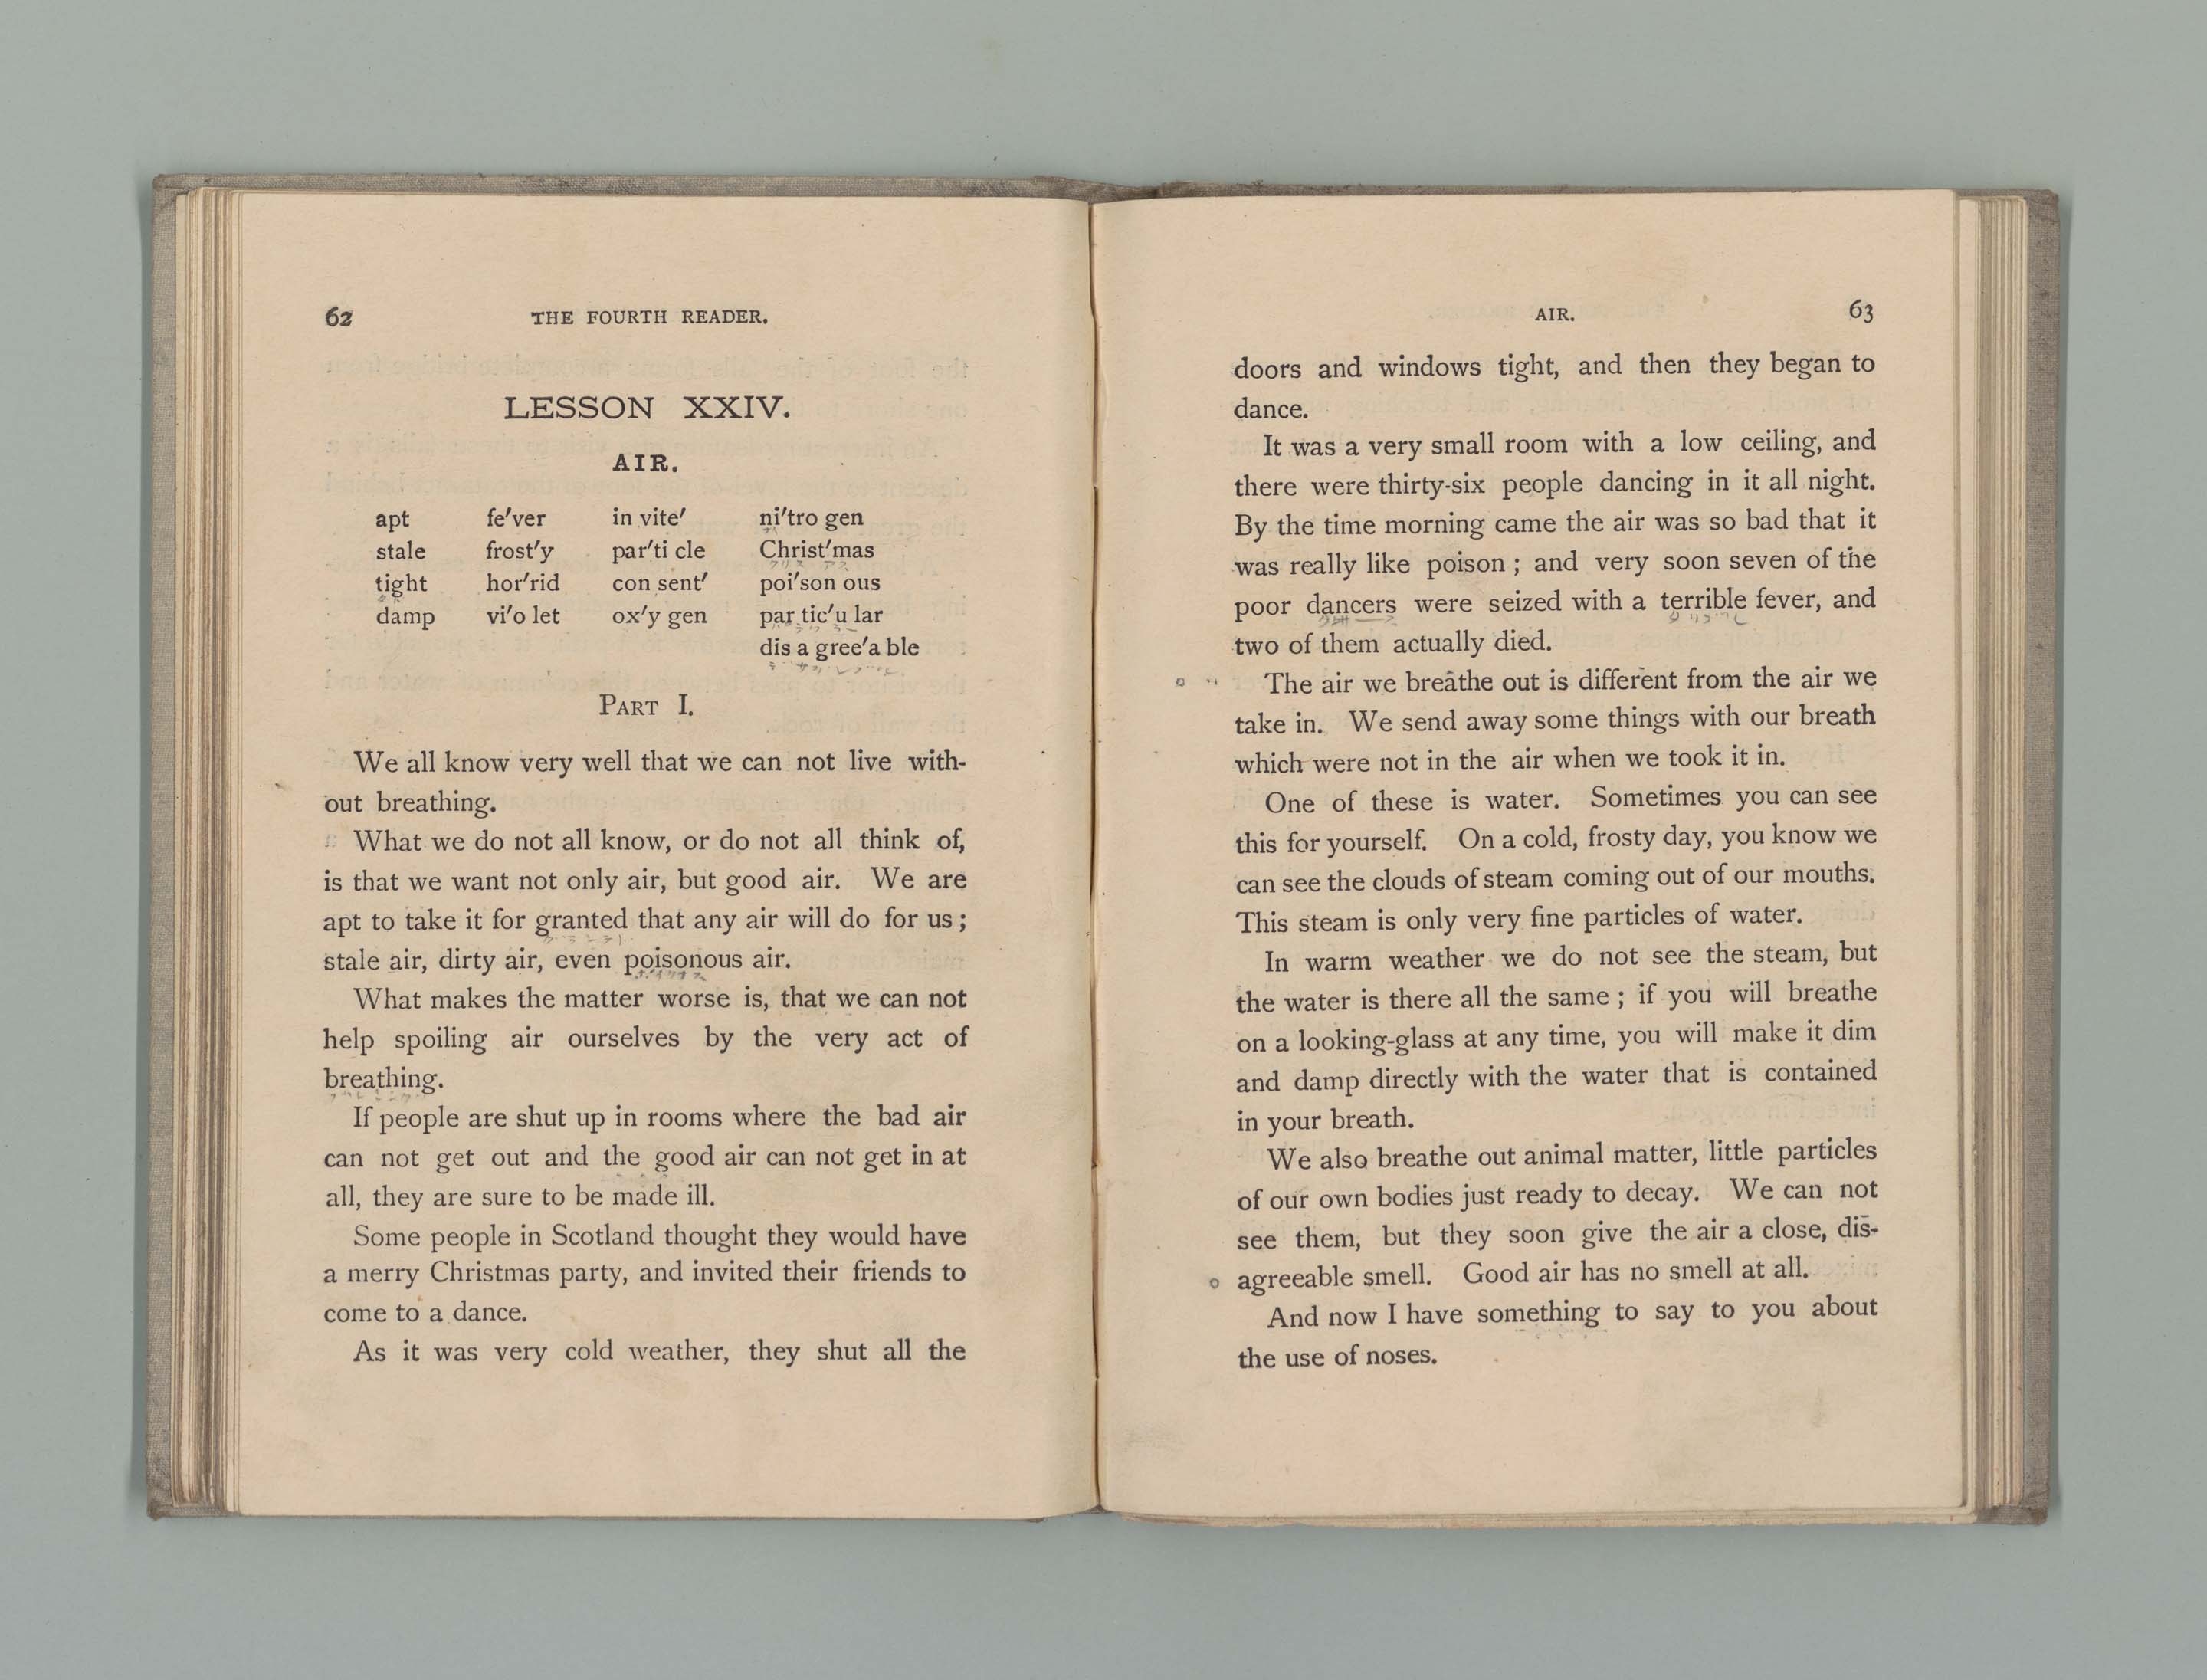 62
THE FOURTH READER.
LESSON XXIV.
AIR.
apt fe′ver in vite′ ni′tro gen
stale frost′y par′ti cle Christ′mas
tight hor′rid con sent′ poi′son ous
damp vi′o let ox′y gen par tic′u lar
dis a gree′a ble
PART I.
We all know very well that we can not live with-
out breathing.
What we do not all know, or do not all think of,
is that we want not only air, but good air. We are
apt to take it for granted that any air will do for us;
stale air, dirty air, even poisonous air.
What makes the matter worse is, that we can not
help spoiling air ourselves by the very act of
breathing.
If people are shut up in rooms where the bad air
can not get out and the good air can not get in at
all, they are sure to be made ill.
Some people in Scotland thought they would have
a merry Christmas party, and invited their friends to
come to a dance.
As it was very cold weather, they shut all the
AIR.
63
doors and windows tight, and then they began to
dance.
It was a very small room with a low ceiling, and
there were thirty-six people dancing in it all night.
By the time morning came the air was so bad that it
was really like poison; and very soon seven of the
poor dancers were seized with a terrible fever, and
two of them actually died.
The air we breathe out is different from the air we
take in. We send away some things with our breath
which were not in the air when we took it in.
One of these is water. Sometimes you can see
this for yourself. On a cold, frosty day, you know we
can see the clouds of steam coming out of our mouths.
This steam is only very fine particles of water.
In warm weather we do not see the steam, but
the water is there all the same; if you will breathe
on a looking-glass at any time, you will make it dim
and damp directly with the water that is contained
in your breath.
We also breathe out animal matter, little particles
of our own bodies just ready to decay. We can not
see them, but they soon give the air a close, dis-
agreeable smell. Good air has no smell at all.
And now I have something to say to you about
the use of noses.